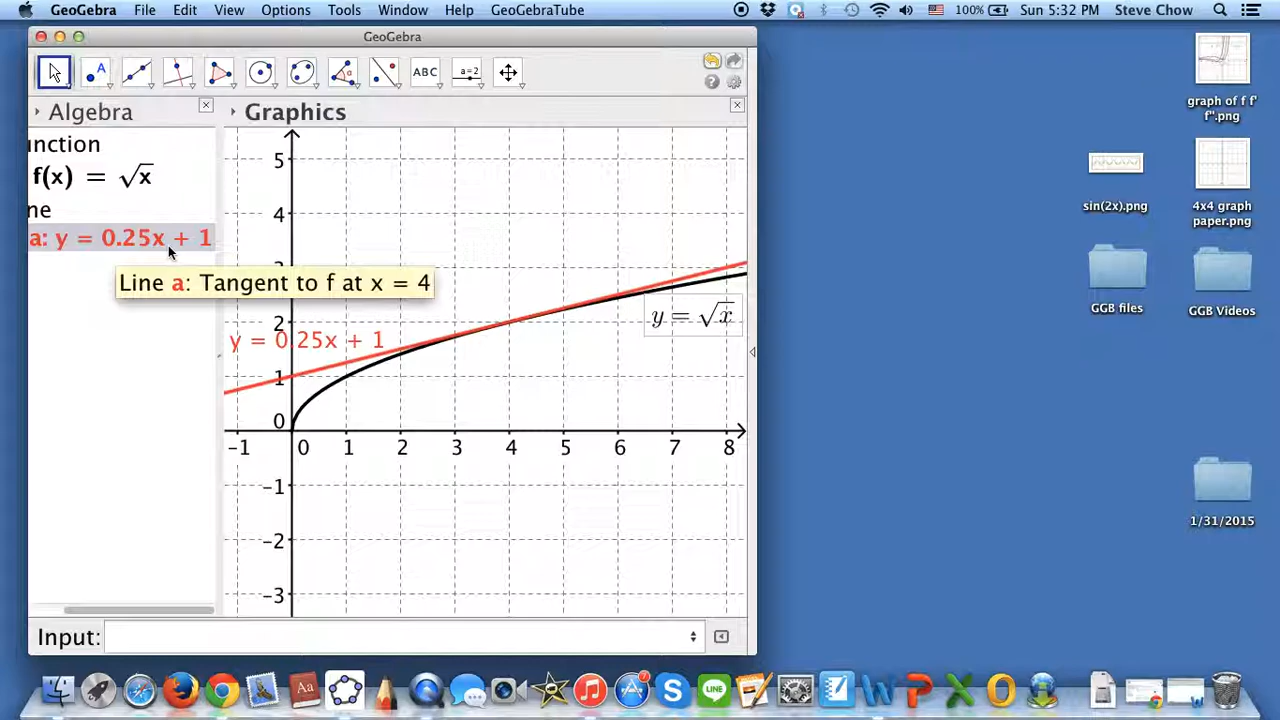 GeoGebra File Edit View Options Tools Window Help GeoGebraTube 100% Sun 5:32 PM Steve Chow
GeoGebra
A ABC a=2
Algebra
Graphics
unction
f(x) = √x
ne
a: y = 0.25x + 1
Line a: Tangent to f at x = 4
y = 0.25x + 1
y = √x
5
4
3
2
1
0
-1
-2
-3
-1 0 1 2 3 4 5 6 7 8
Input:
graph of f f'
f".png
sin(2x).png
4x4 graph
paper.png
GGB files
GGB Videos
1/31/2015
Aa LINE